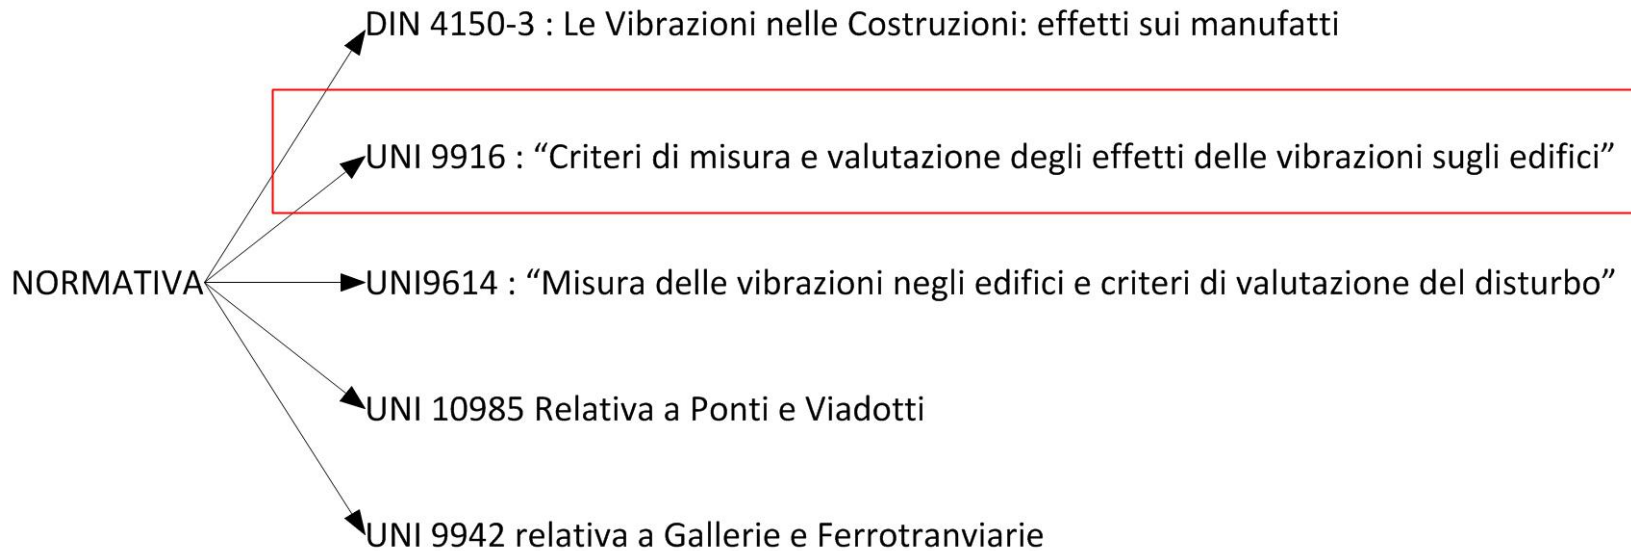 DIN 4150-3 : Le Vibrazioni nelle Costruzioni: effetti sui manufatti
UNI 9916 : “Criteri di misura e valutazione degli effetti delle vibrazioni sugli edifici”
NORMATIVA
UNI9614 : “Misura delle vibrazioni negli edifici e criteri di valutazione del disturbo”
UNI 10985 Relativa a Ponti e Viadotti
UNI 9942 relativa a Gallerie e Ferrotranviarie